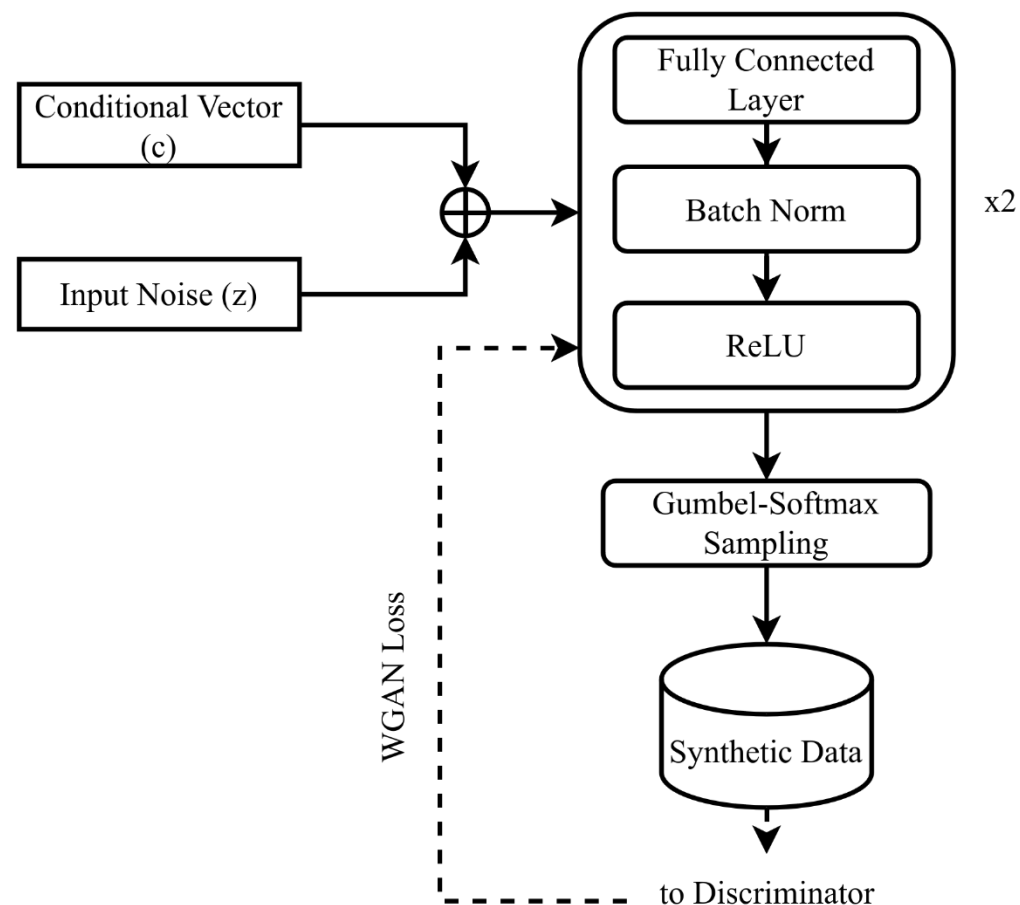 Conditional Vector
(c)
Input Noise (z)
Fully Connected
Layer
Batch Norm
ReLU
x2
Gumbel-Softmax
Sampling
Synthetic Data
WGAN Loss
to Discriminator